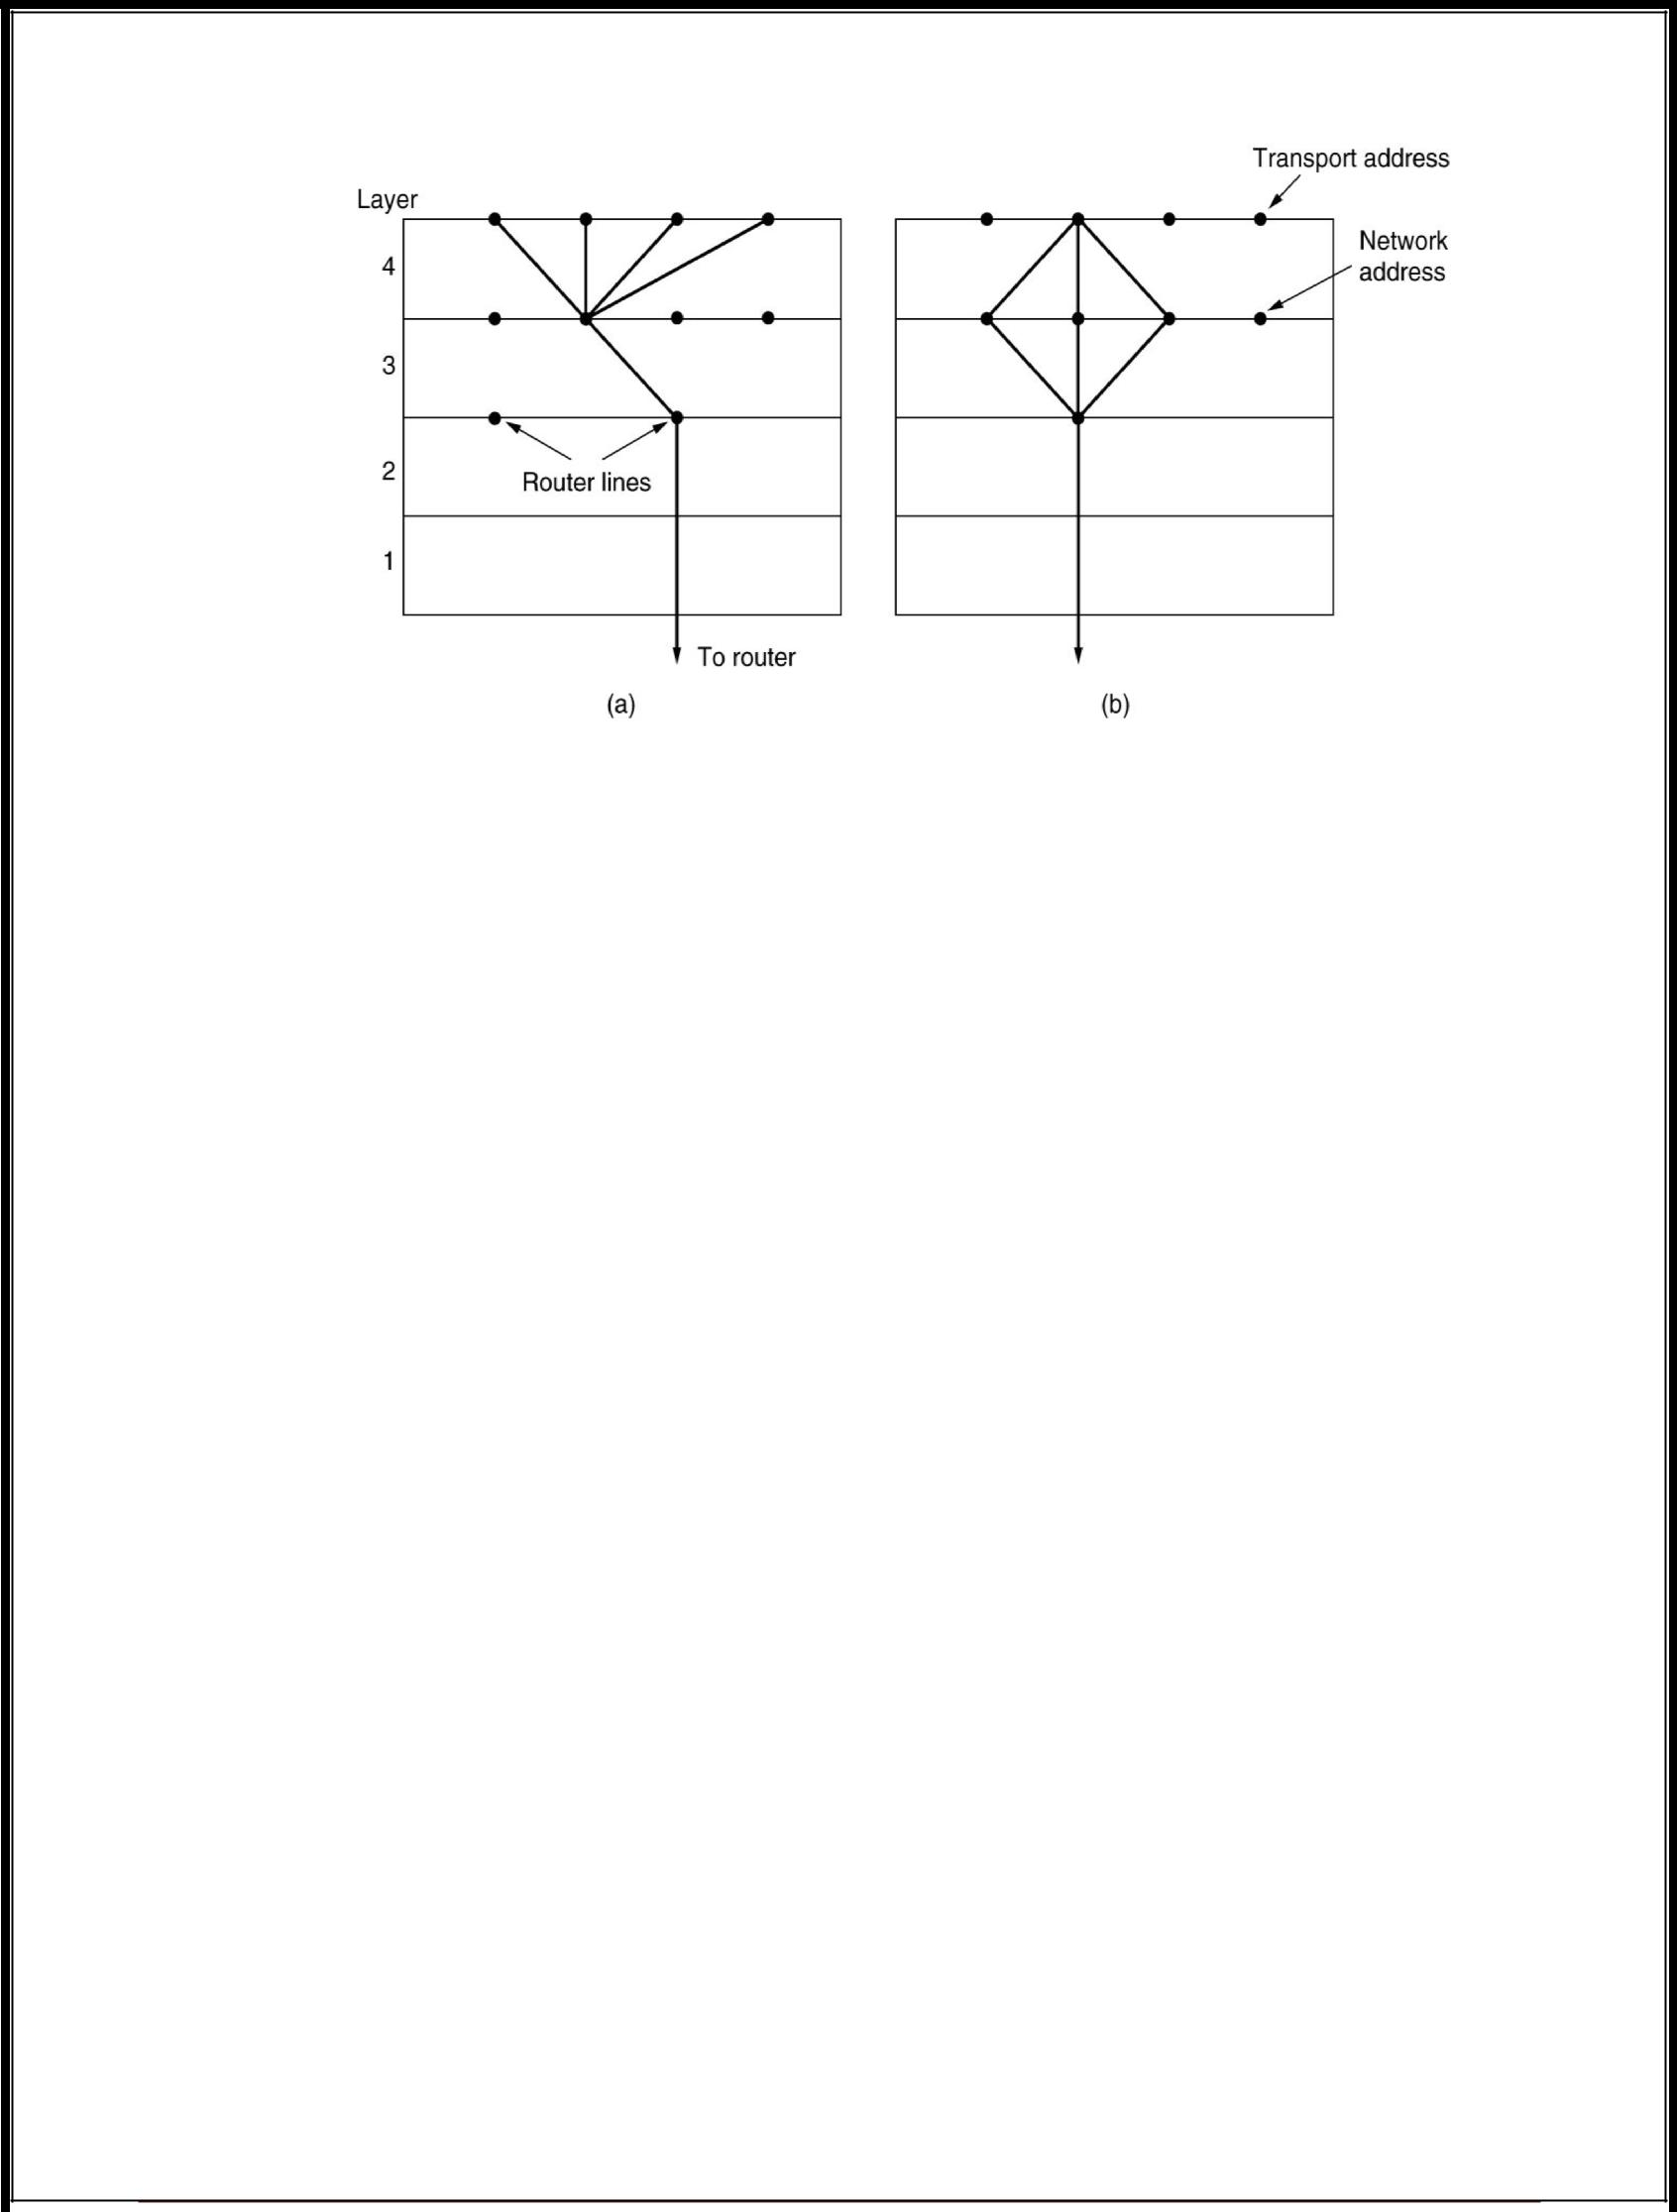 Transport address
Layer
Network
address
4
3
Router lines
2
1
To router
(a)
(b)